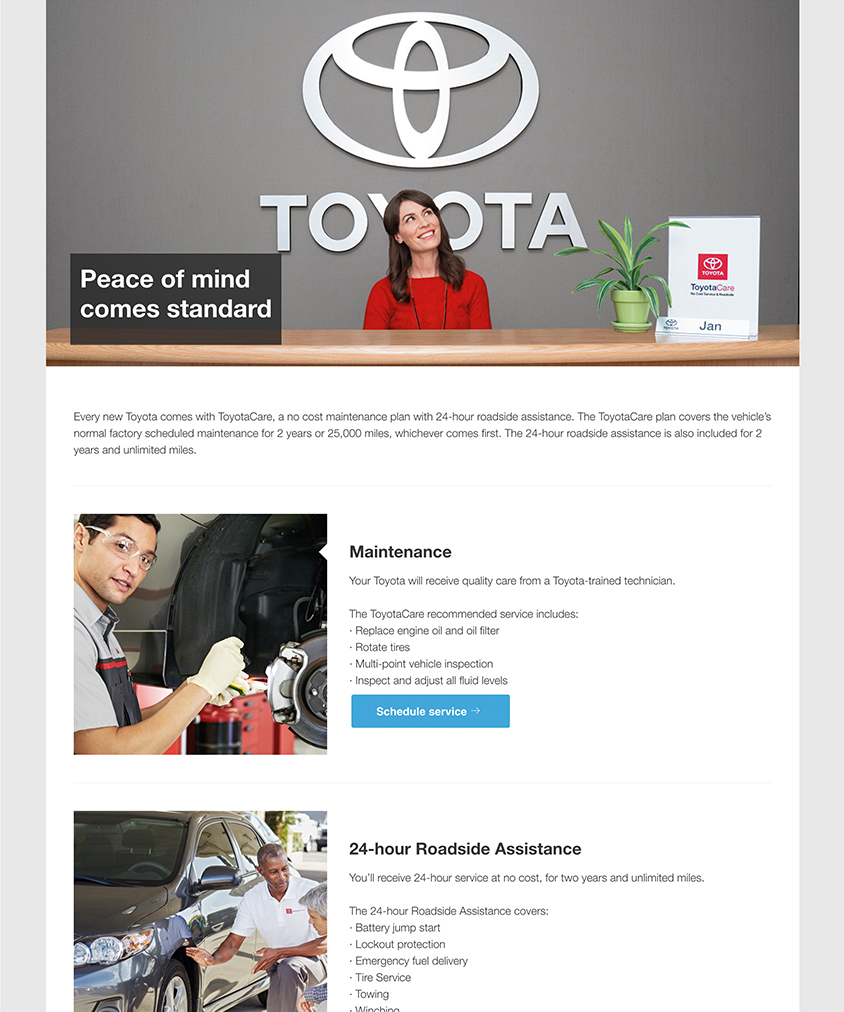 TOYOTA
TOYOTA
ToyotaCare
No Cost Service & Roadside
Jan
Peace of mind
comes standard
Every new Toyota comes with ToyotaCare, a no cost maintenance plan with 24-hour roadside assistance. The ToyotaCare plan covers the vehicle’s
normal factory scheduled maintenance for 2 years or 25,000 miles, whichever comes first. The 24-hour roadside assistance is also included for 2
years and unlimited miles.
Maintenance
Your Toyota will receive quality care from a Toyota-trained technician.
The ToyotaCare recommended service includes:
· Replace engine oil and oil filter
· Rotate tires
· Multi-point vehicle inspection
· Inspect and adjust all fluid levels
Schedule service →
24-hour Roadside Assistance
You’ll receive 24-hour service at no cost, for two years and unlimited miles.
The 24-hour Roadside Assistance covers:
· Battery jump start
· Lockout protection
· Emergency fuel delivery
· Tire Service
· Towing
· Winching